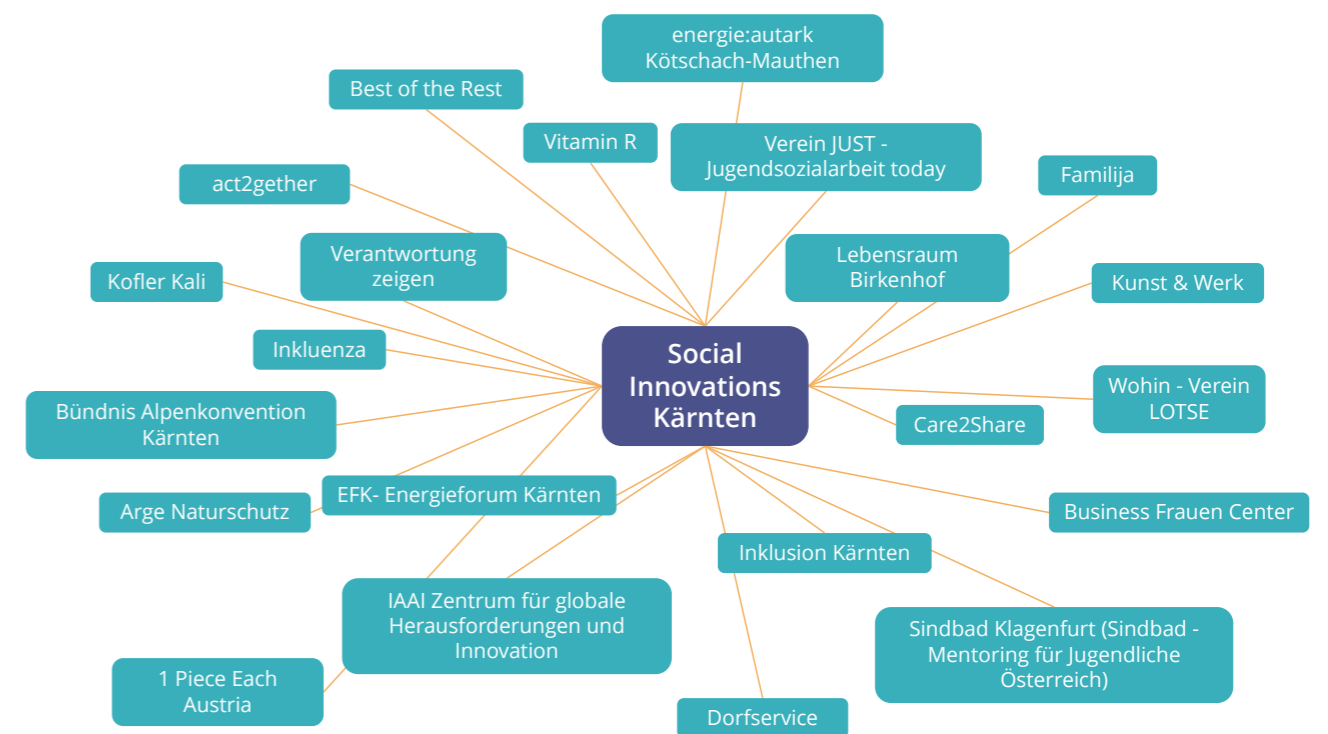 energie:autark
Kötschach-Mauthen
Best of the Rest
Vitamin R
Verein JUST -
Jugendsozialarbeit today
Familija
act2gether
Verantwortung
zeigen
Lebensraum
Birkenhof
Kofler Kali
Kunst & Werk
Inkluenza
Social
Innovations
Kärnten
Wohin - Verein
LOTSE
Bündnis Alpenkonvention
Kärnten
Care2Share
EFK- Energieforum Kärnten
Arge Naturschutz
Business Frauen Center
Inklusion Kärnten
IAAI Zentrum für globale
Herausforderungen und
Innovation
Sindbad Klagenfurt (Sindbad -
Mentoring für Jugendliche
Österreich)
1 Piece Each
Austria
Dorfservice